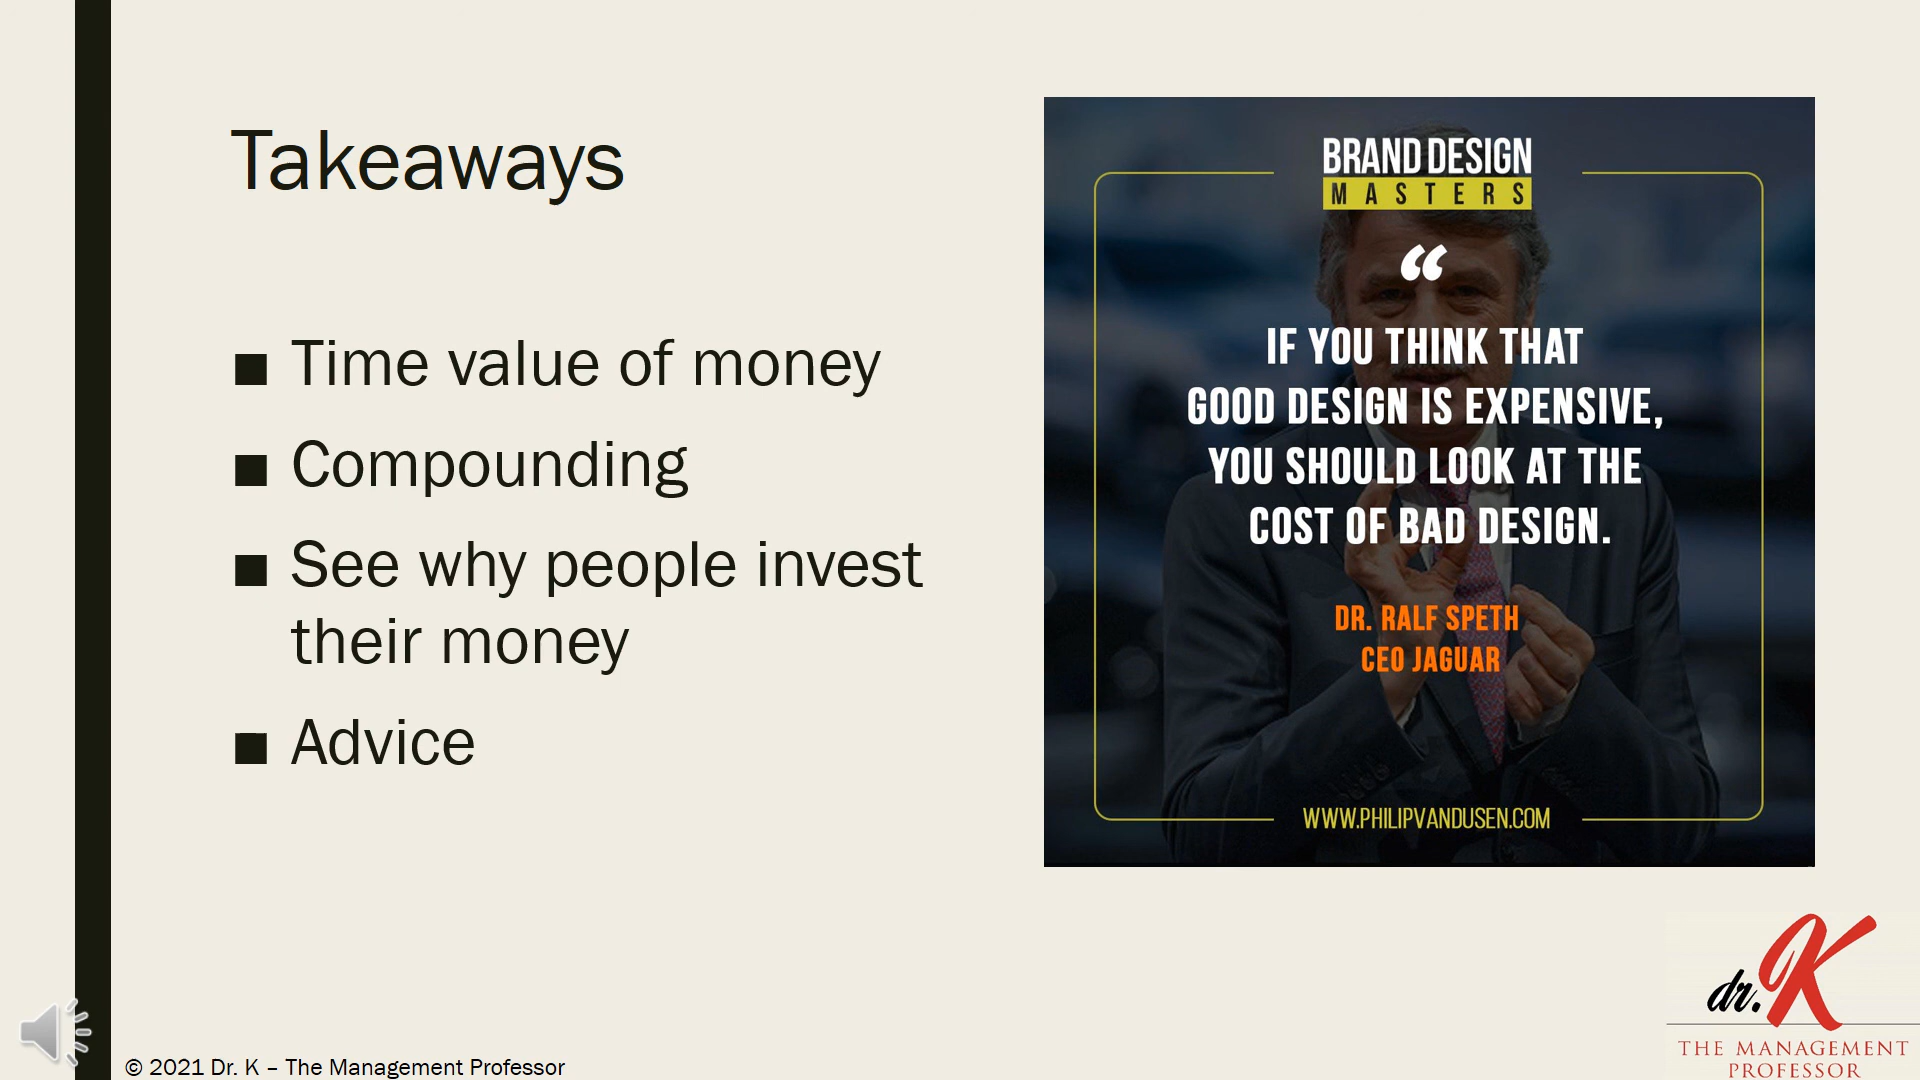 Takeaways
■ Time value of money
■ Compounding
■ See why people invest
their money
■ Advice
BRAND DESIGN
MASTERS
“
IF YOU THINK THAT
GOOD DESIGN IS EXPENSIVE,
YOU SHOULD LOOK AT THE
COST OF BAD DESIGN.
DR. RALF SPETH
CEO JAGUAR
WWW.PHILIPVANDUSEN.COM
dr. K
THE MANAGEMENT
PROFESSOR
© 2021 Dr. K – The Management Professor